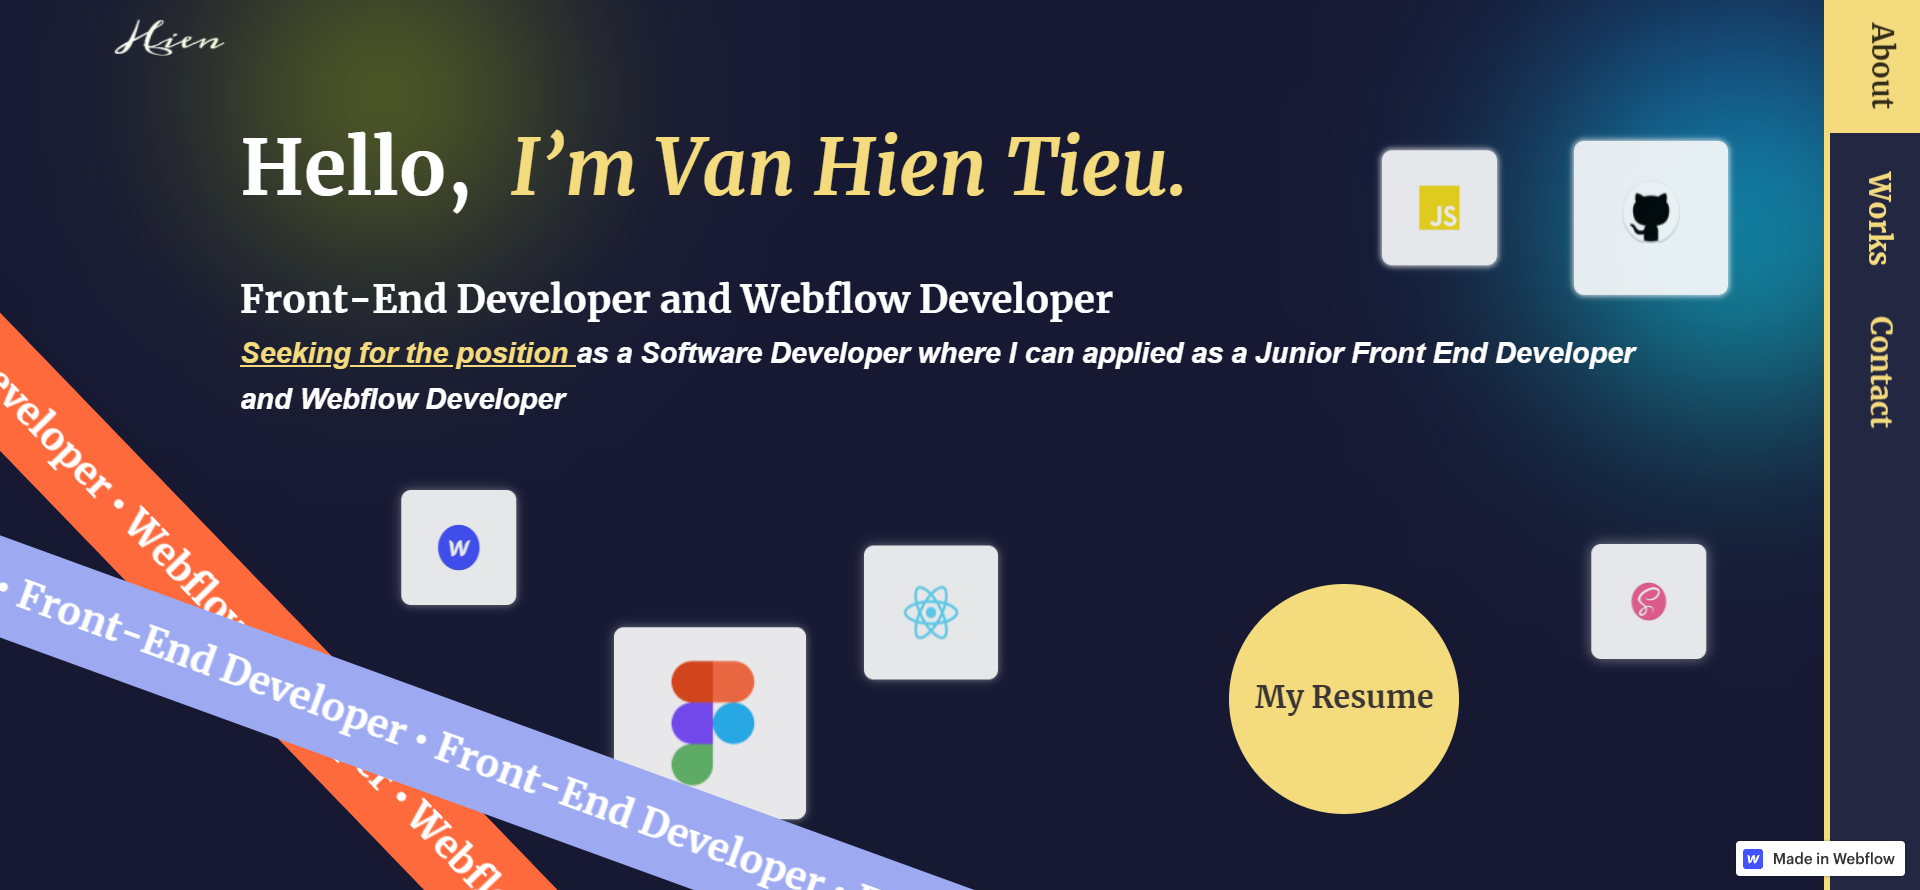 Hien
About
Hello, I'm Van Hien Tieu.
JS
Works
Front-End Developer and Webflow Developer
Seeking for the position as a Software Developer where I can applied as a Junior Front End Developer
and Webflow Developer
Contact
eveloper • Webflow
er • Webfl
W
• Front-End Developer • Front-End Developer •
My Resume
W Made in Webflow